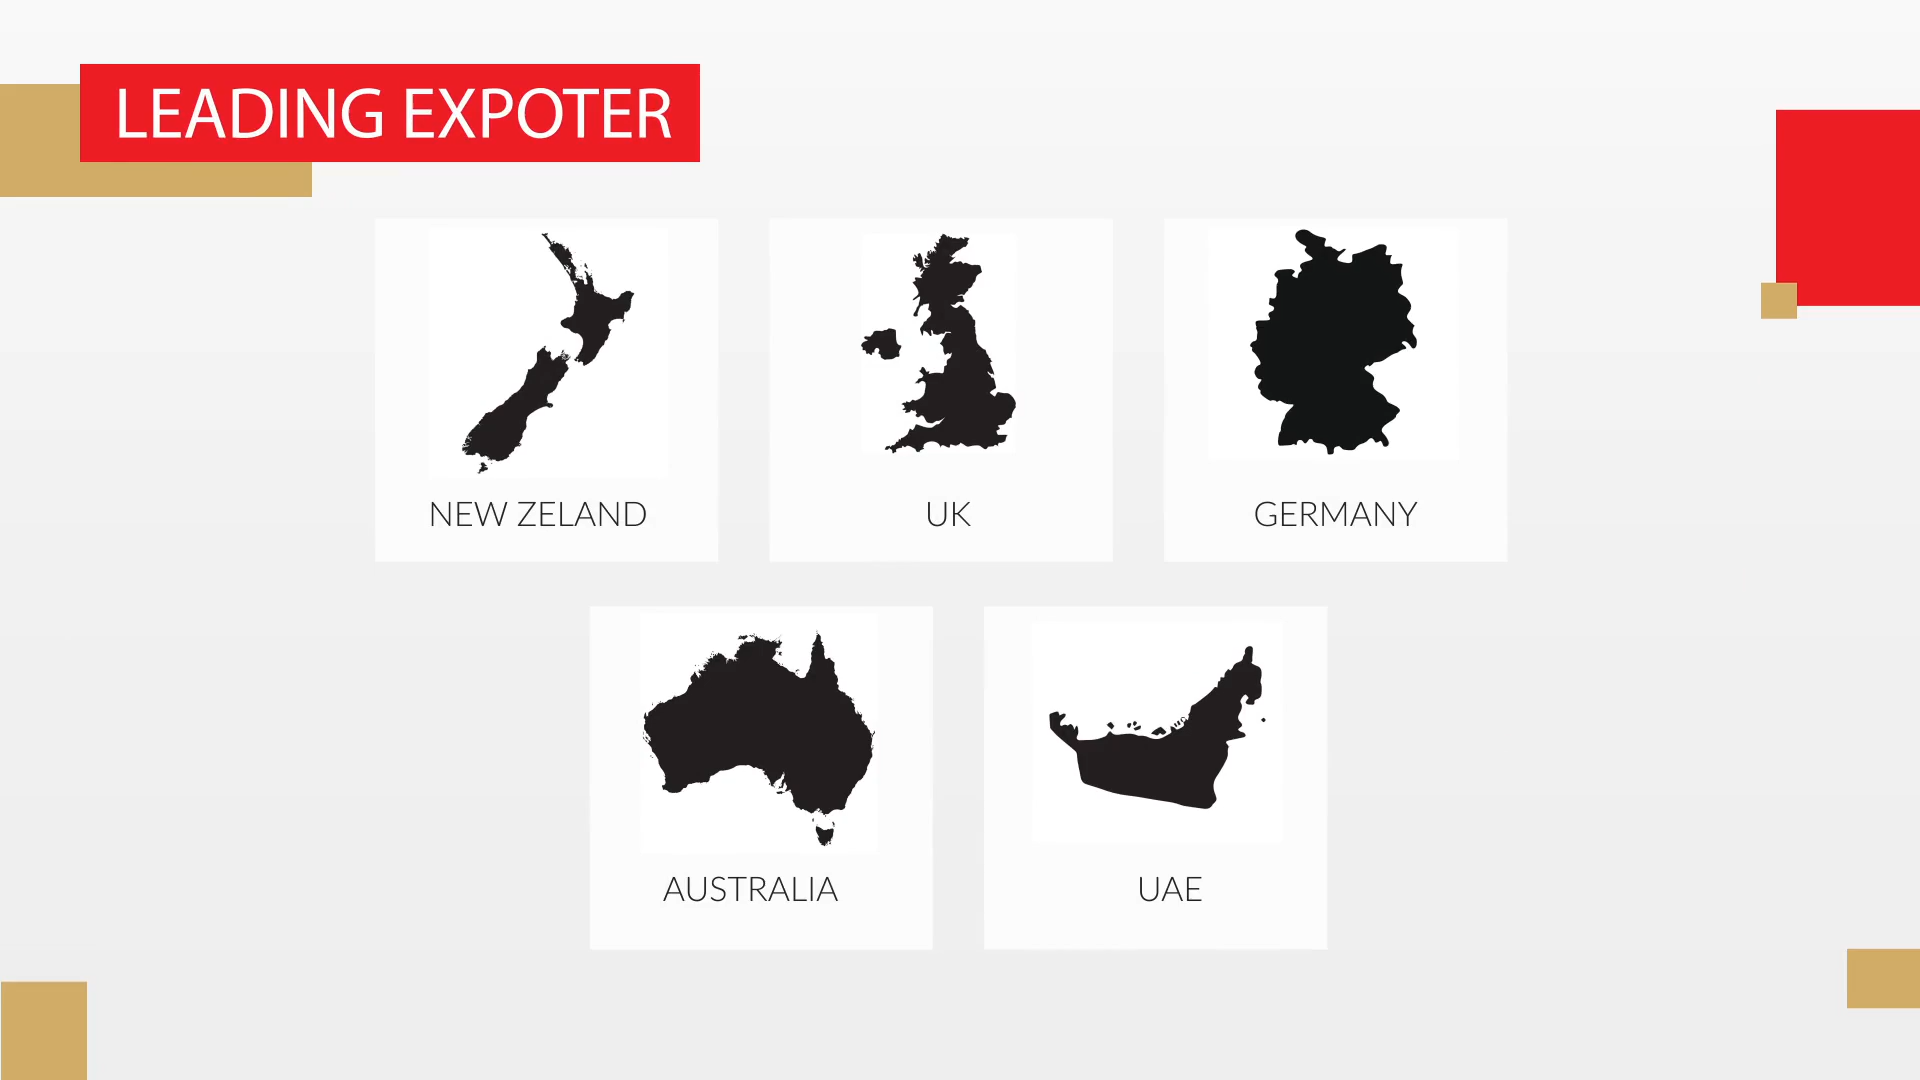 LEADING EXPOTER
NEW ZELAND
UK
GERMANY
AUSTRALIA
UAE